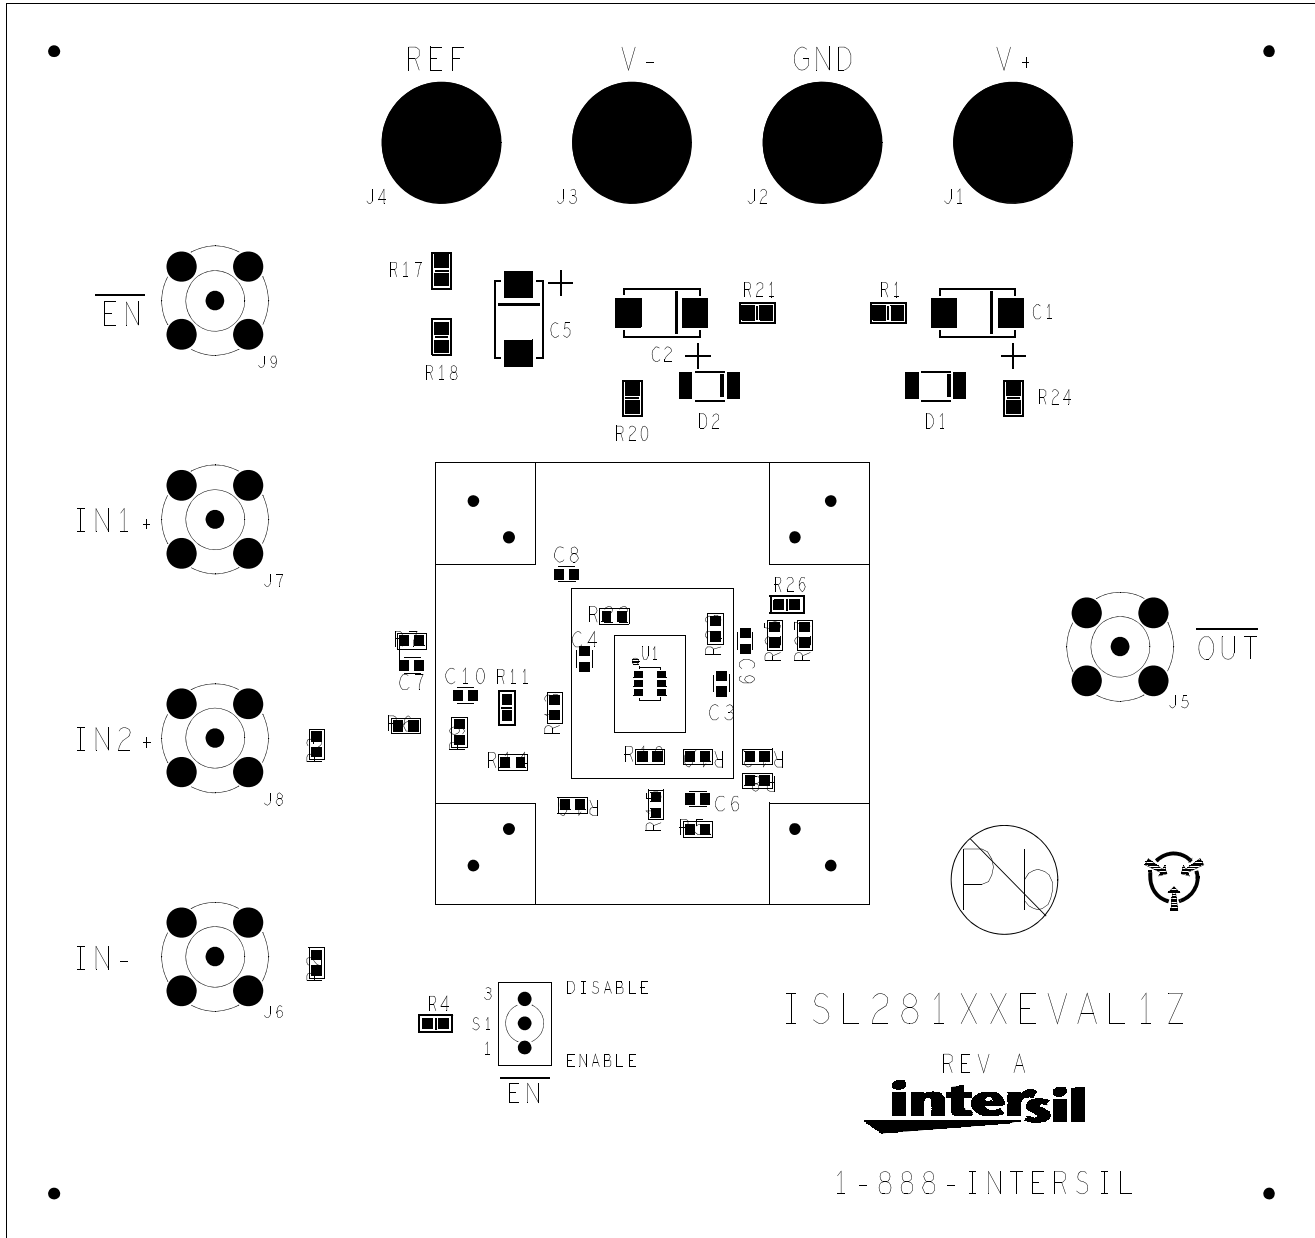 REF V- GND V+
J4 J3 J2 J1
R17
R21 R1
EN
C5 C1
C2
J9
R18
R24
D2 D1
R20
IN1+
C8
J7
R26
C4
U1
OUT
C7 C10 R11
C9
C3
J5
IN2+
J8
C6
Pb
IN-
3 DISABLE
R4
J6
S1
1 ENABLE
EN
ISL281XXEVAL1Z
REV A
intersil
1-888-INTERSIL